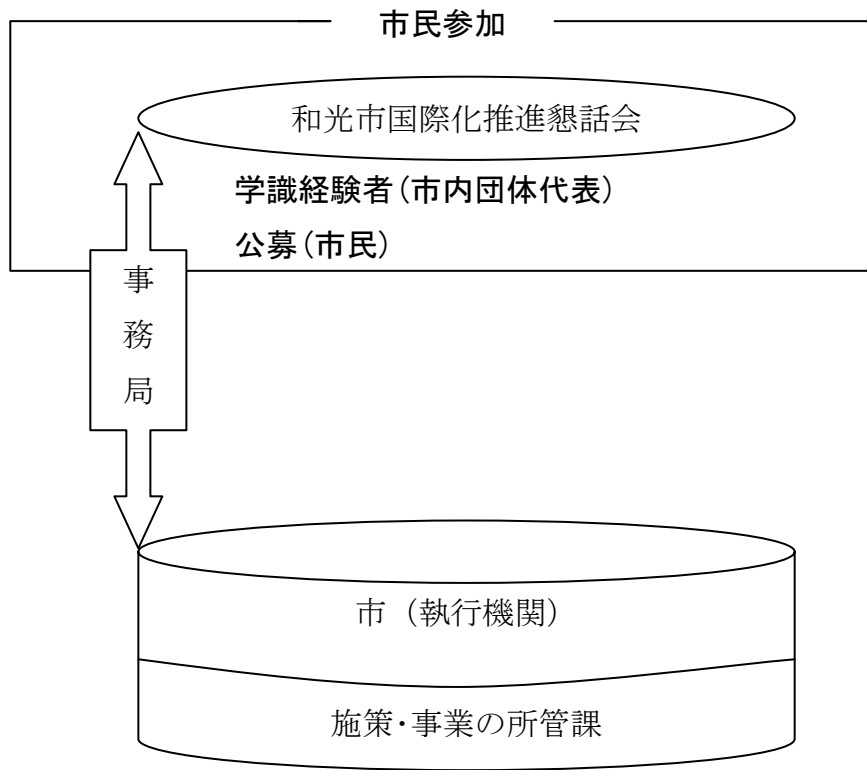 市民参加
和光市国際化推進懇話会
学識経験者(市内団体代表)
公募(市民)
事務局
市(執行機関)
施策・事業の所管課